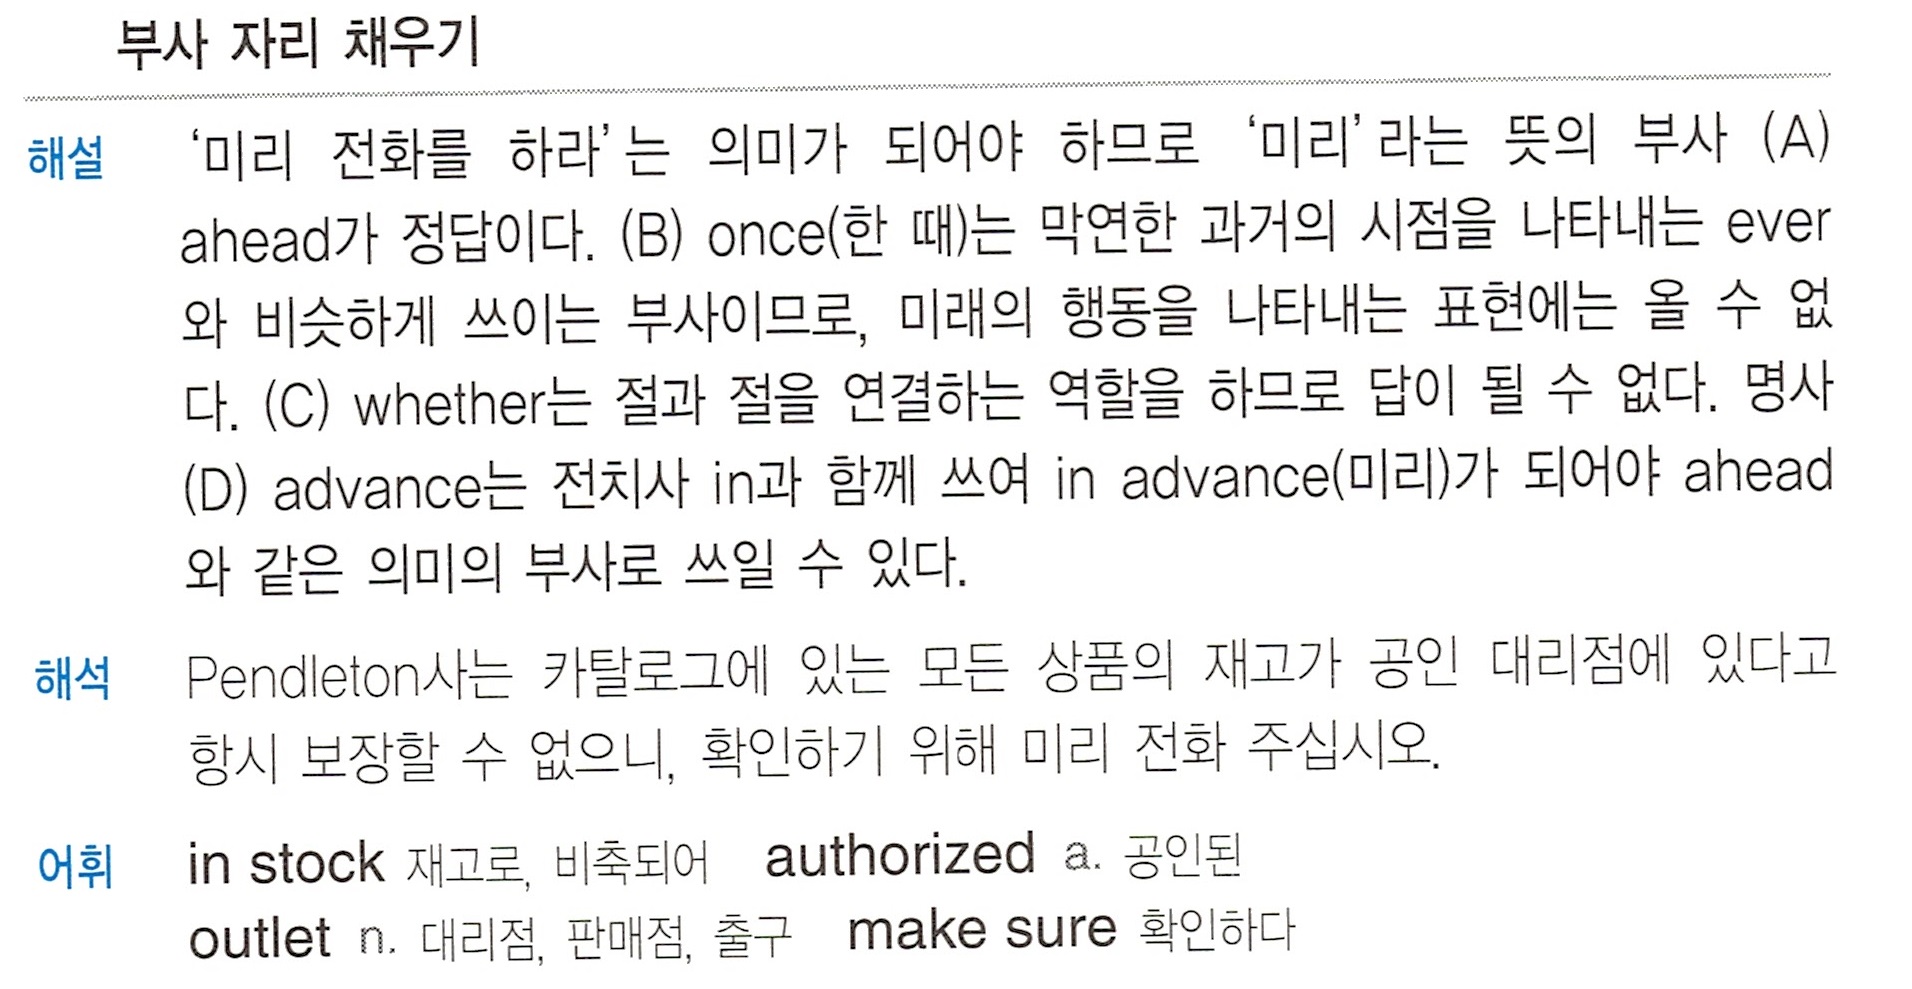 부사 자리 채우기
해설 ‘미리 전화를 하라’는 의미가 되어야 하므로 ‘미리’라는 뜻의 부사 (A)
ahead가 정답이다. (B) once(한 때)는 막연한 과거의 시점을 나타내는 ever
와 비슷하게 쓰이는 부사이므로, 미래의 행동을 나타내는 표현에는 올 수 없
다. (C) whether는 절과 절을 연결하는 역할을 하므로 답이 될 수 없다. 명사
(D) advance는 전치사 in과 함께 쓰여 in advance(미리)가 되어야 ahead
와 같은 의미의 부사로 쓰일 수 있다.
해석 Pendleton사는 카탈로그에 있는 모든 상품의 재고가 공인 대리점에 있다고
항시 보장할 수 없으니, 확인하기 위해 미리 전화 주십시오.
어휘 in stock 재고로, 비축되어 authorized a. 공인된
outlet n. 대리점, 판매점, 출구 make sure 확인하다